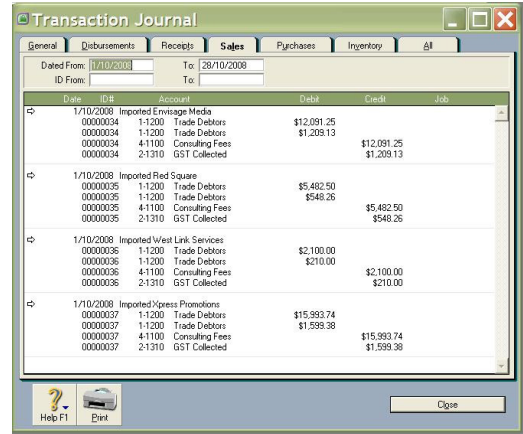 Transaction Journal
General Disbursements Receipts Sales Purchases Inventory All
Dated From: 1/10/2008 To: 28/10/2008
ID From: To:
Date ID# Account Debit Credit Job
1/10/2008 Imported Envisage Media
00000034 1-1200 Trade Debtors $12,091.25
00000034 1-1200 Trade Debtors $1,209.13
00000034 4-1100 Consulting Fees $12,091.25
00000034 2-1310 GST Collected $1,209.13
1/10/2008 Imported Red Square
00000035 1-1200 Trade Debtors $5,482.50
00000035 1-1200 Trade Debtors $548.26
00000035 4-1100 Consulting Fees $5,482.50
00000035 2-1310 GST Collected $548.26
1/10/2008 Imported West Link Services
00000036 1-1200 Trade Debtors $2,100.00
00000036 1-1200 Trade Debtors $210.00
00000036 4-1100 Consulting Fees $2,100.00
00000036 2-1310 GST Collected $210.00
1/10/2008 Imported Xpress Promotions
00000037 1-1200 Trade Debtors $15,993.74
00000037 1-1200 Trade Debtors $1,599.38
00000037 4-1100 Consulting Fees $15,993.74
00000037 2-1310 GST Collected $1,599.38
Help F1 Print Close